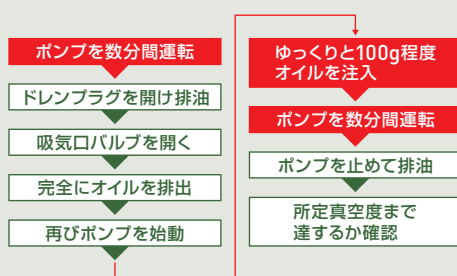 ポンプを数分間運転
ドレンプラグを開け排油
吸気口バルブを開く
完全にオイルを排出
再びポンプを始動
ゆっくりと100g程度
オイルを注入
ポンプを数分間運転
ポンプを止めて排油
所定真空度まで
達するか確認